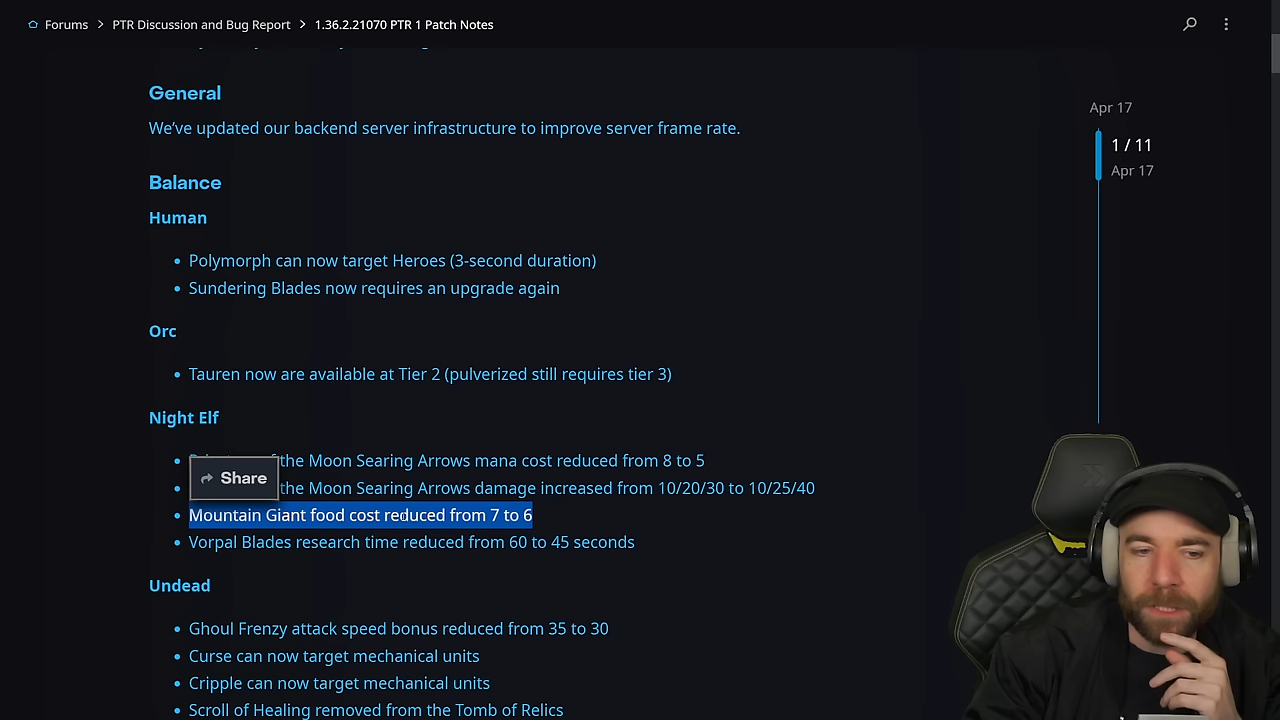 Forums > PTR Discussion and Bug Report > 1.36.2.21070 PTR 1 Patch Notes
General
We've updated our backend server infrastructure to improve server frame rate.
Apr 17
1 / 11
Apr 17
Balance
Human
• Polymorph can now target Heroes (3-second duration)
• Sundering Blades now requires an upgrade again
Orc
• Tauren now are available at Tier 2 (pulverized still requires tier 3)
Night Elf
• the Moon Searing Arrows mana cost reduced from 8 to 5
Share
• the Moon Searing Arrows damage increased from 10/20/30 to 10/25/40
• Mountain Giant food cost reduced from 7 to 6
• Vorpal Blades research time reduced from 60 to 45 seconds
Undead
• Ghoul Frenzy attack speed bonus reduced from 35 to 30
• Curse can now target mechanical units
• Cripple can now target mechanical units
• Scroll of Healing removed from the Tomb of Relics